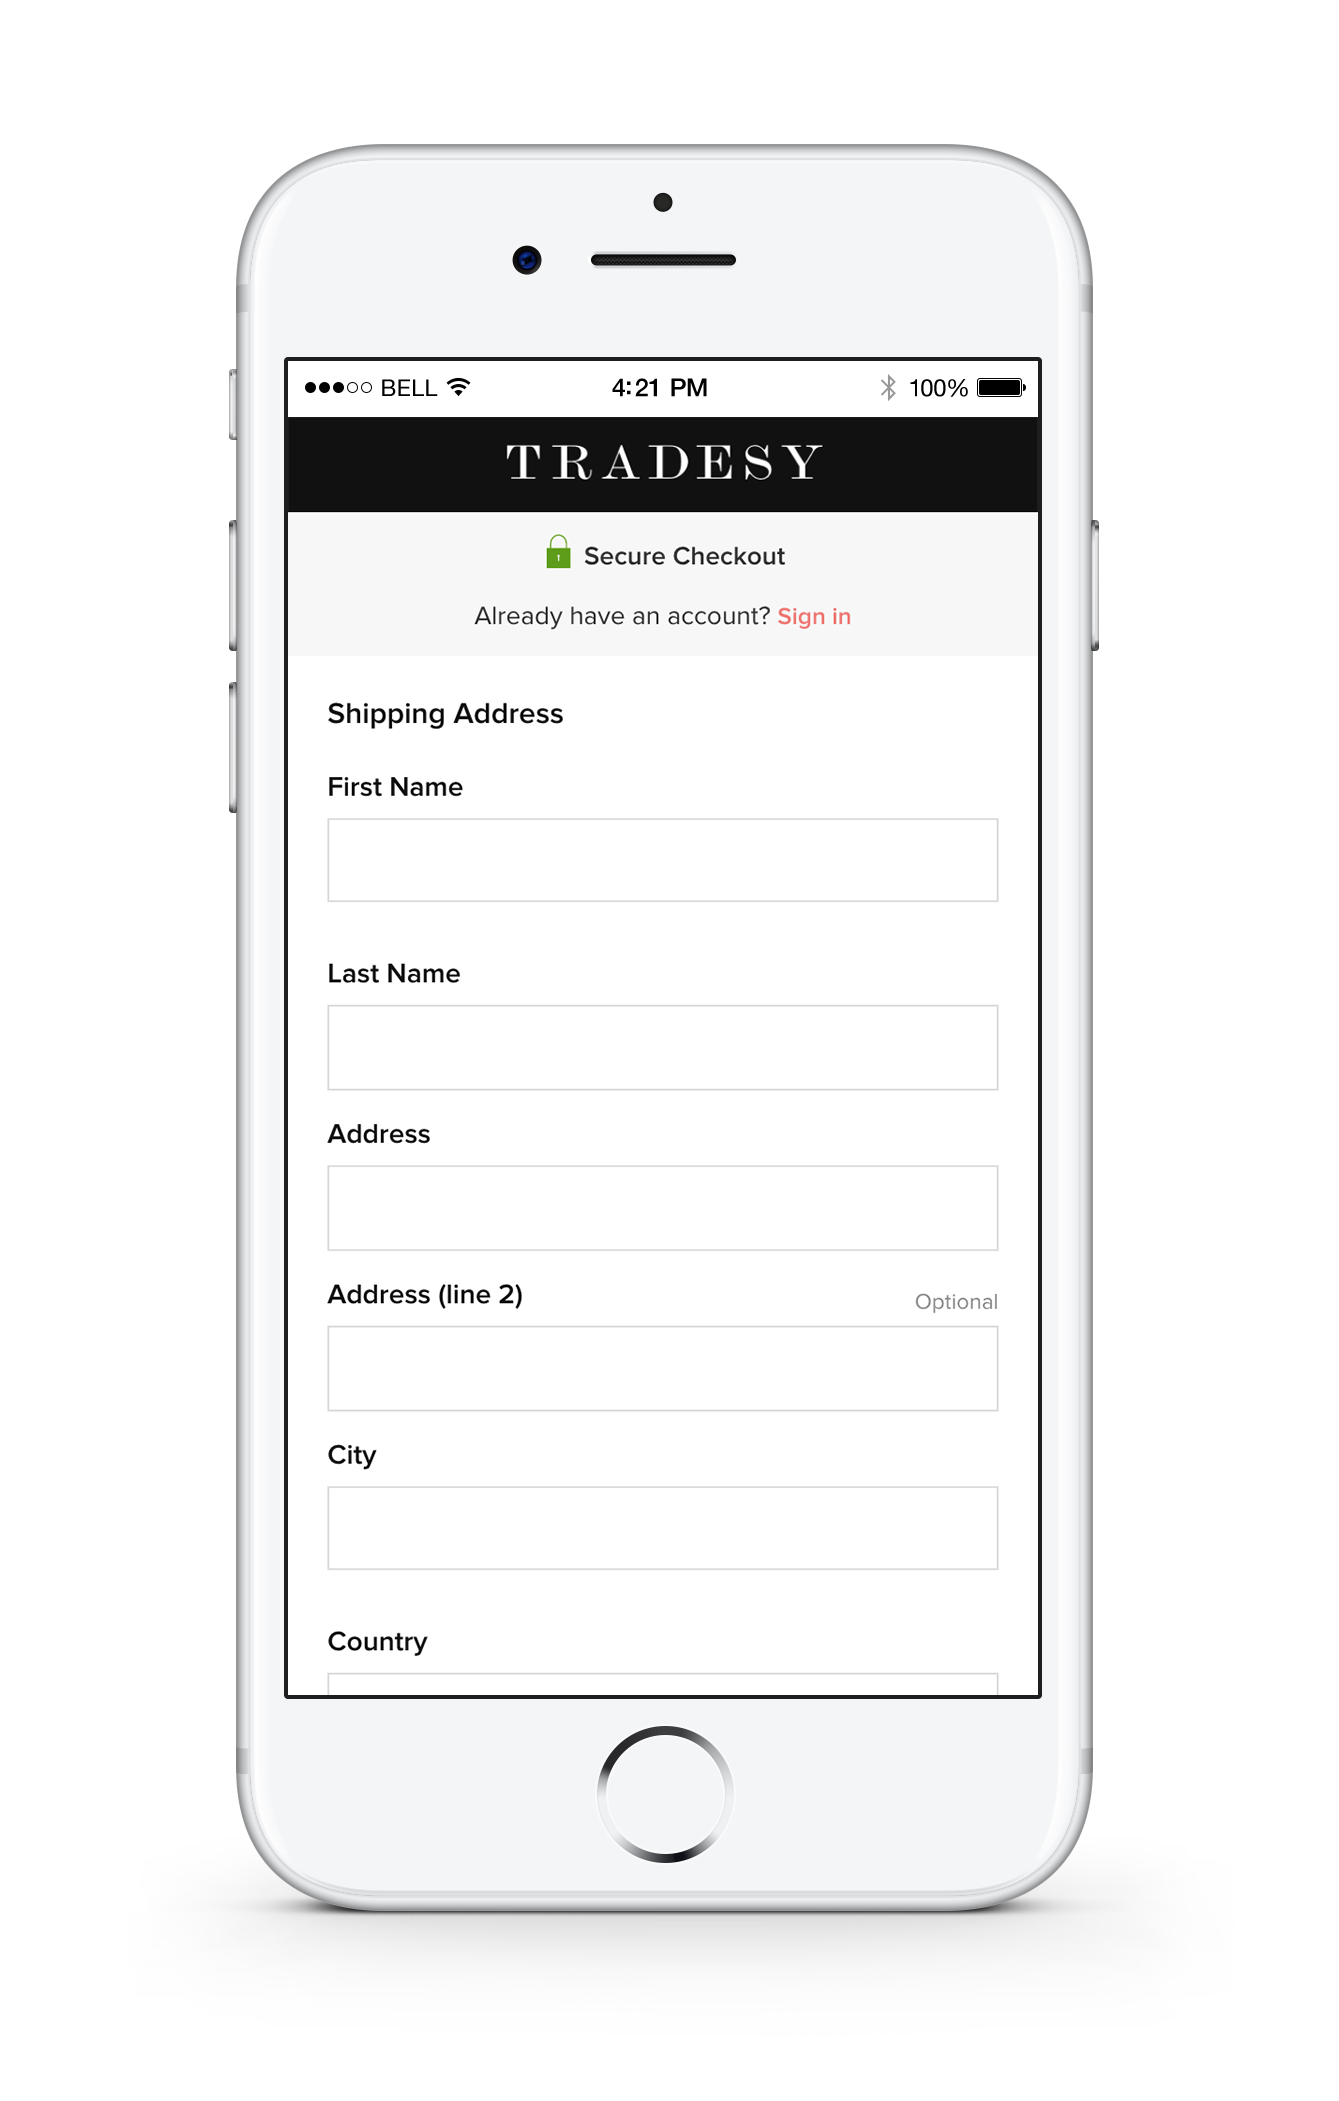 BELL 4:21 PM 100%
TRADESY
Secure Checkout
Already have an account? Sign in
Shipping Address
First Name
Last Name
Address
Address (line 2) Optional
City
Country